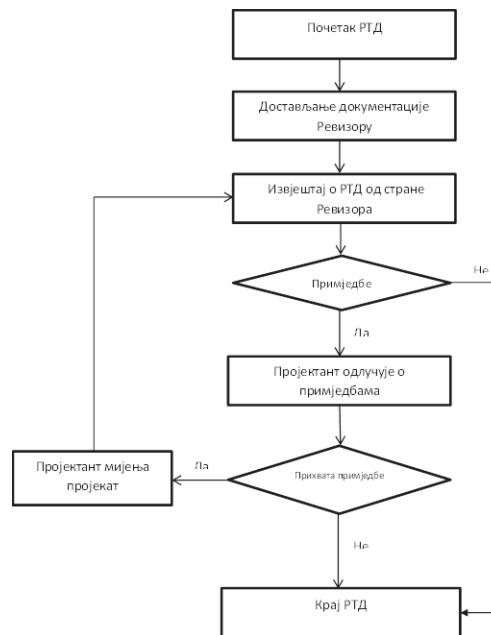 Почетак РТД
Достављање документације
Ревизору
Извјештај о РТД од стране
Ревизора
Примједбе
Не
Да
Пројектант одлучује о
примједбама
Прихвата примједбе
Да
Пројектант мијења
пројекат
Не
Крај РТД